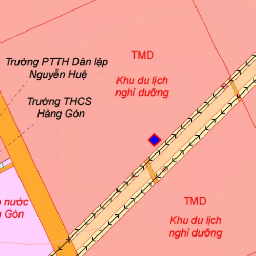 TMD
Trường PTTH Dân lập
Nguyễn Huệ
Khu du lịch
nghỉ dưỡng
Trường THCS
Hàng Gòn
nước
Gòn
TMD
Khu du lịch
nghỉ dưỡng